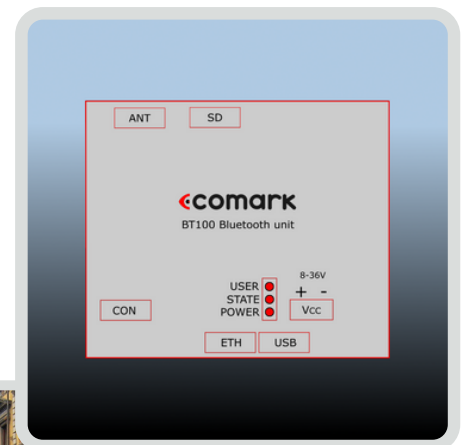 ANT SD
comark
BT100 Bluetooth unit
8-36V
USER + -
STATE
CON POWER Vcc
ETH USB